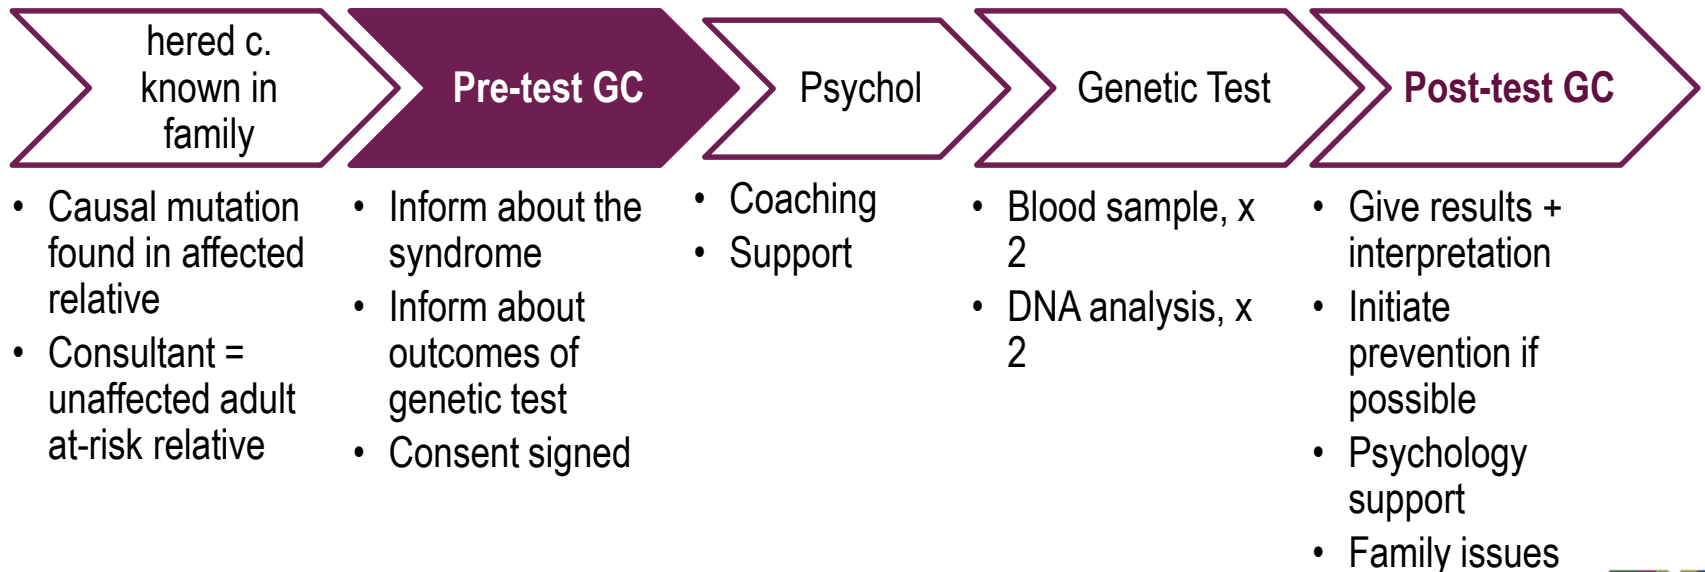 hered c.
known in
family
Pre-test GC
Psychol
Genetic Test
Post-test GC
• Causal mutation
found in affected
relative
• Consultant =
unaffected adult
at-risk relative
• Inform about the
syndrome
• Inform about
outcomes of
genetic test
• Consent signed
• Coaching
• Support
• Blood sample, x
2
• DNA analysis, x
2
• Give results +
interpretation
• Initiate
prevention if
possible
• Psychology
support
• Family issues